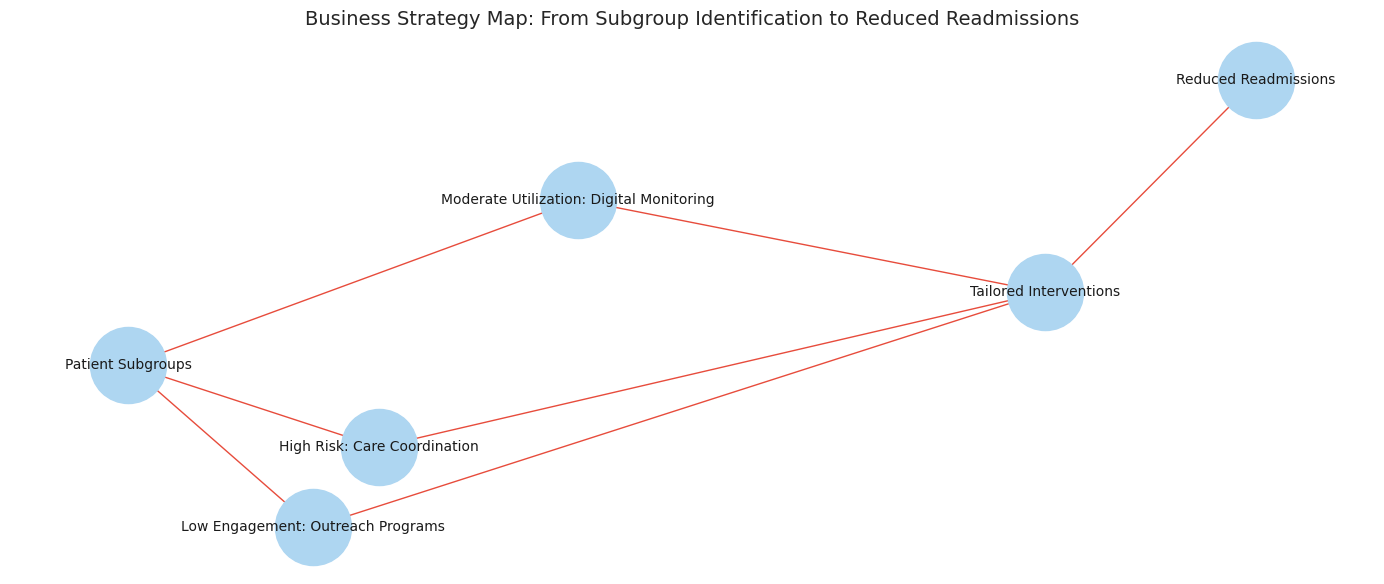 Business Strategy Map: From Subgroup Identification to Reduced Readmissions
Reduced Readmissions
Moderate Utilization: Digital Monitoring
Tailored Interventions
Patient Subgroups
High Risk: Care Coordination
Low Engagement: Outreach Programs